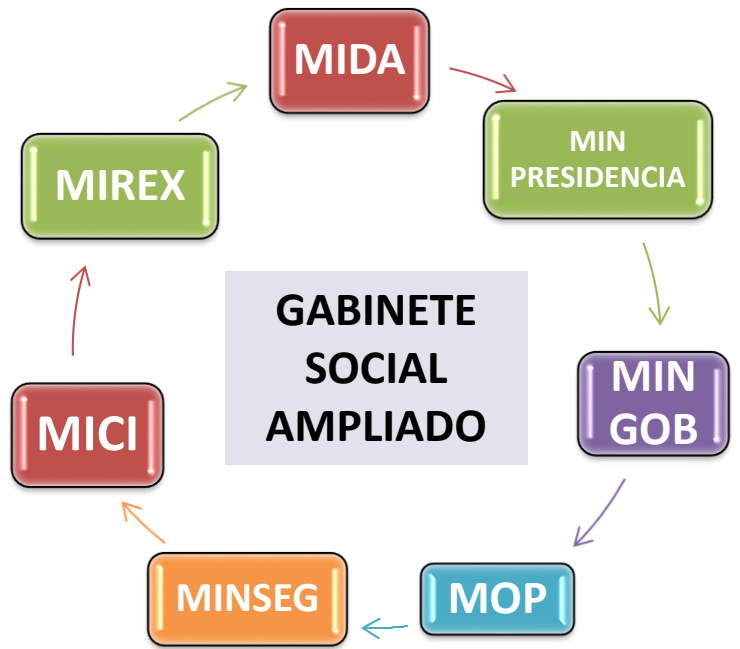 MIDA
MIN
PRESIDENCIA
MIN
GOB
MOP
MINSEG
MICI
MIREX
GABINETE
SOCIAL
AMPLIADO